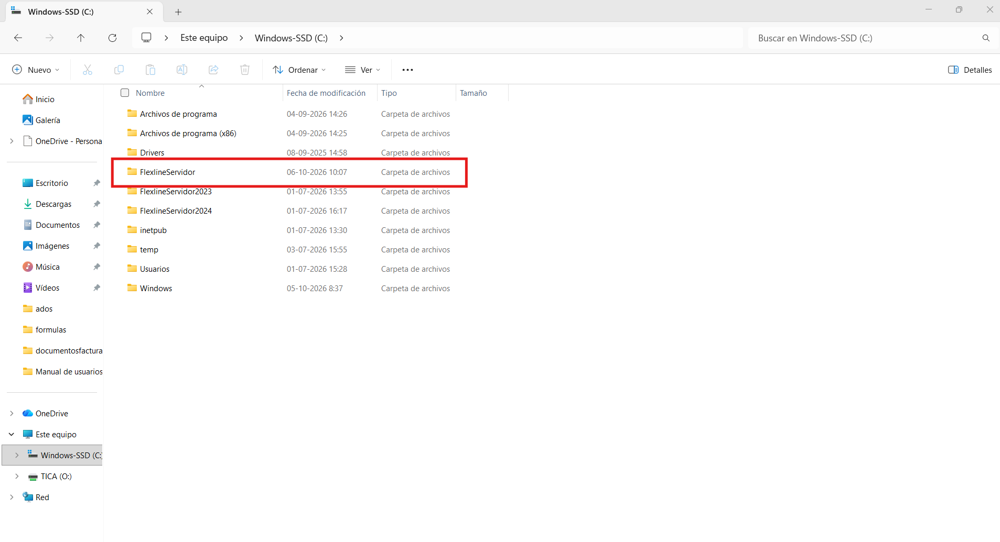 Windows-SSD (C:)
Este equipo
Windows-SSD (C:)
Buscar en Windows-SSD (C:)
Nuevo
Ordenar
Ver
Detalles
Nombre
Fecha de modificación
Tipo
Tamaño
Archivos de programa 04-09-2026 14:26 Carpeta de archivos
Archivos de programa (x86) 04-09-2026 14:25 Carpeta de archivos
Drivers 08-09-2025 14:58 Carpeta de archivos
FlexlineServidor 06-10-2026 10:07 Carpeta de archivos
FlexlineServidor2023 01-07-2026 13:55 Carpeta de archivos
FlexlineServidor2024 01-07-2026 16:17 Carpeta de archivos
inetpub 01-07-2026 13:30 Carpeta de archivos
temp 03-07-2026 15:55 Carpeta de archivos
Usuarios 01-07-2026 15:28 Carpeta de archivos
Windows 05-10-2026 8:37 Carpeta de archivos
Inicio
Galería
OneDrive - Persona
Escritorio
Descargas
Documentos
Imágenes
Música
Vídeos
ados
formulas
documentosfactura
Manual de usuarios
OneDrive
Este equipo
Windows-SSD (C:)
TICA (O:)
Red